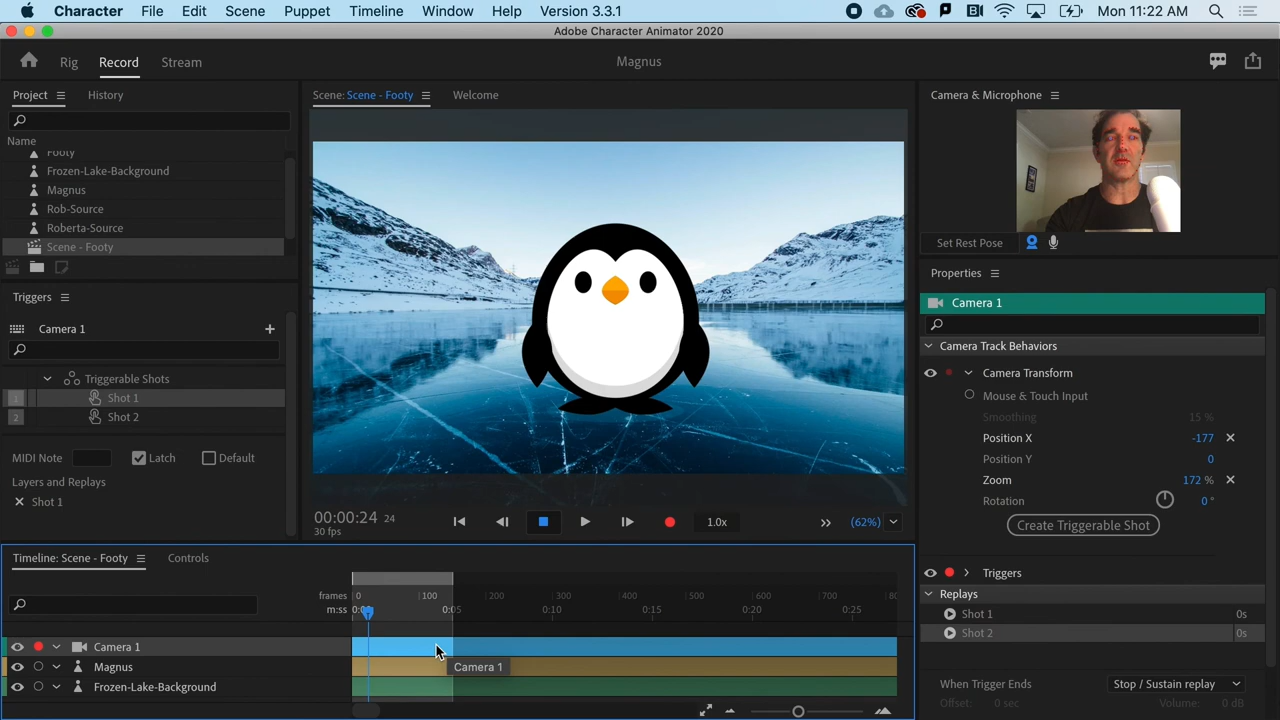 Character File Edit Scene Puppet Timeline Window Help Version 3.3.1 Mon 11:22 AM
Adobe Character Animator 2020
Rig Record Stream Magnus
Project History
Name
Footy
Frozen-Lake-Background
Magnus
Rob-Source
Roberta-Source
Scene - Footy
Triggers
Camera 1
Triggerable Shots
1 Shot 1
2 Shot 2
MIDI Note Latch Default
Layers and Replays
Shot 1
Scene: Scene - Footy Welcome
00:00:24 24
30 fps
1.0x
(62%)
Camera & Microphone
Set Rest Pose
Properties
Camera 1
Camera Track Behaviors
Camera Transform
Mouse & Touch Input
Smoothing 15 %
Position X -177
Position Y 0
Zoom 172 %
Rotation 0 °
Create Triggerable Shot
Triggers
Replays
Shot 1 0s
Shot 2 0s
When Trigger Ends Stop / Sustain replay
Offset: 0 sec Volume: 0 dB
Timeline: Scene - Footy Controls
frames 0 100 200 300 400 500 600 700
m:ss 0:05 0:10 0:15 0:20 0:25
Camera 1
Camera 1
Magnus
Frozen-Lake-Background